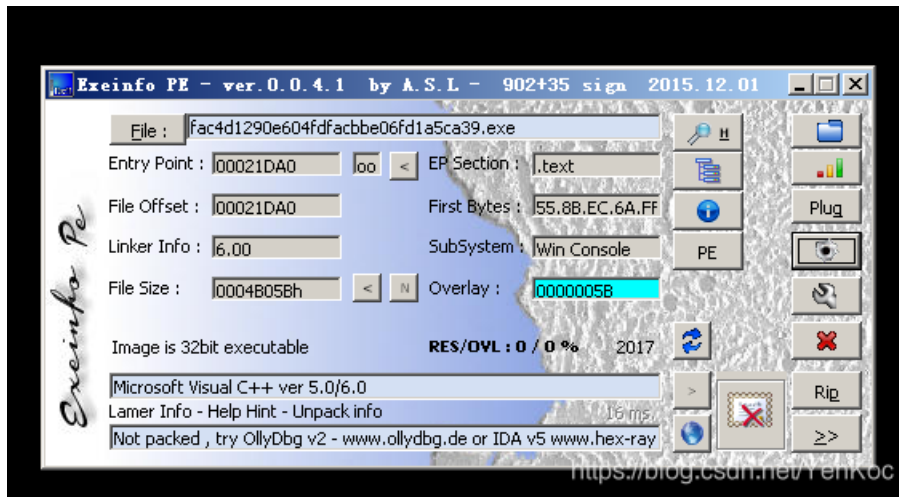 Exeinfo PE - ver.0.0.4.1 by A.S.L - 902+35 sign 2015.12.01
File : fac4d1290e604fdfacbbe06fd1a5ca39.exe H
Entry Point : 00021DA0 oo < EP Section : .text
File Offset : 00021DA0 First Bytes : 55.8B.EC.6A.FF Plug
Linker Info : 6.00 SubSystem : Win Console PE
File Size : 0004B05Bh < N Overlay : 0000005B
Image is 32bit executable RES/OVL : 0 / 0 % 2017
Microsoft Visual C++ ver 5.0/6.0 > Rip
Lamer Info - Help Hint - Unpack info 16 ms.
Not packed , try OllyDbg v2 - www.ollydbg.de or IDA v5 www.hex-ray >>
Exeinfo Pe
https://blog.csdn.net/YenKoc